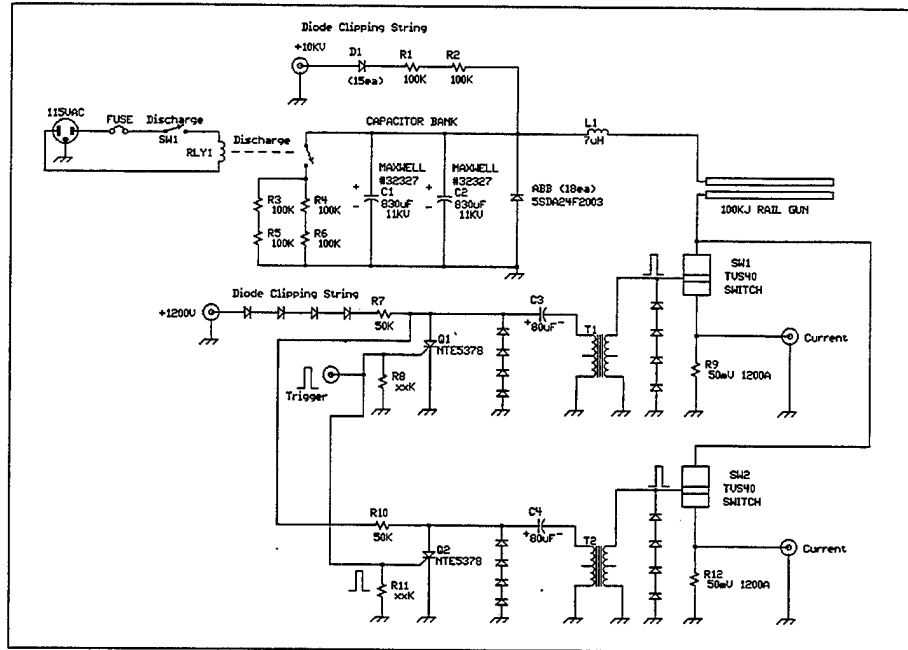 Diode Clipping String
+10KV
D1
(15ea)
R1
100K
R2
100K
115VAC
FUSE
Discharge
SW1
RLY1
Discharge
CAPACITOR BANK
L1
7uH
R3
100K
R4
100K
R5
100K
R6
100K
+
-
MAXWELL
#32327
C1
830uF
11KV
+
-
MAXWELL
#32327
C2
830uF
11KV
ABB (18ea)
5SDA24F2003
100KJ RAIL GUN
SW1
TVS40
SWITCH
Diode Clipping String
+1200V
R7
50K
C3
+80uF-
T1
Q1
NTE5378
R8
xxK
Trigger
R9
50mV 1200A
Current
SW2
TVS40
SWITCH
R10
50K
C4
+80uF-
T2
Q2
NTE5378
R11
xxK
R12
50mV 1200A
Current